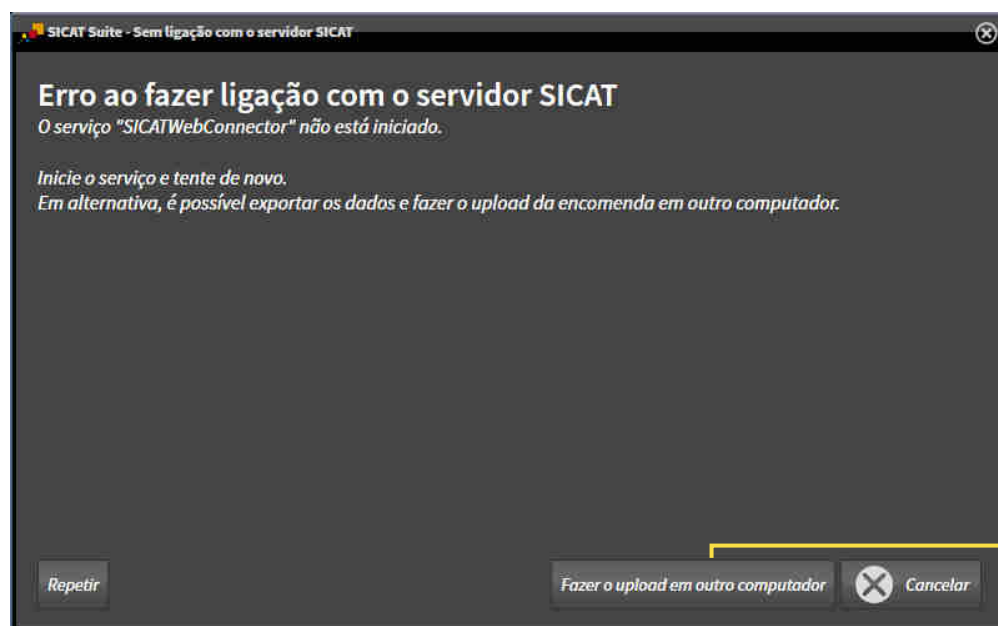 SICAT Suite - Sem ligação com o servidor SICAT
Erro ao fazer ligação com o servidor SICAT
O serviço "SICATWebConnector" não está iniciado.
Inicie o serviço e tente de novo.
Em alternativa, é possível exportar os dados e fazer o upload da encomenda em outro computador.
Repetir
Fazer o upload em outro computador
Cancelar